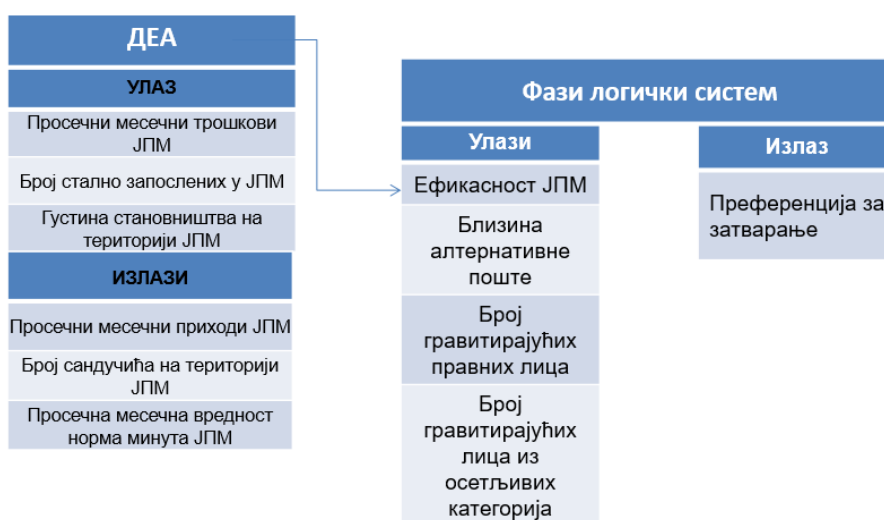 ДЕА
УЛАЗ
Просечни месечни трошкови
ЈПМ
Број стално запослених у ЈПМ
Густина становништва на
територији ЈПМ
ИЗЛАЗИ
Просечни месечни приходи ЈПМ
Број сандучића на територији
ЈПМ
Просечна месечна вредност
норма минута ЈПМ
Фази логички систем
Улази
Ефикасност ЈПМ
Близина
алтернативне
поште
Број
гравитирајућих
правних лица
Број
гравитирајућих
лица из
осетљивих
категорија
Излаз
Преференција за
затварање